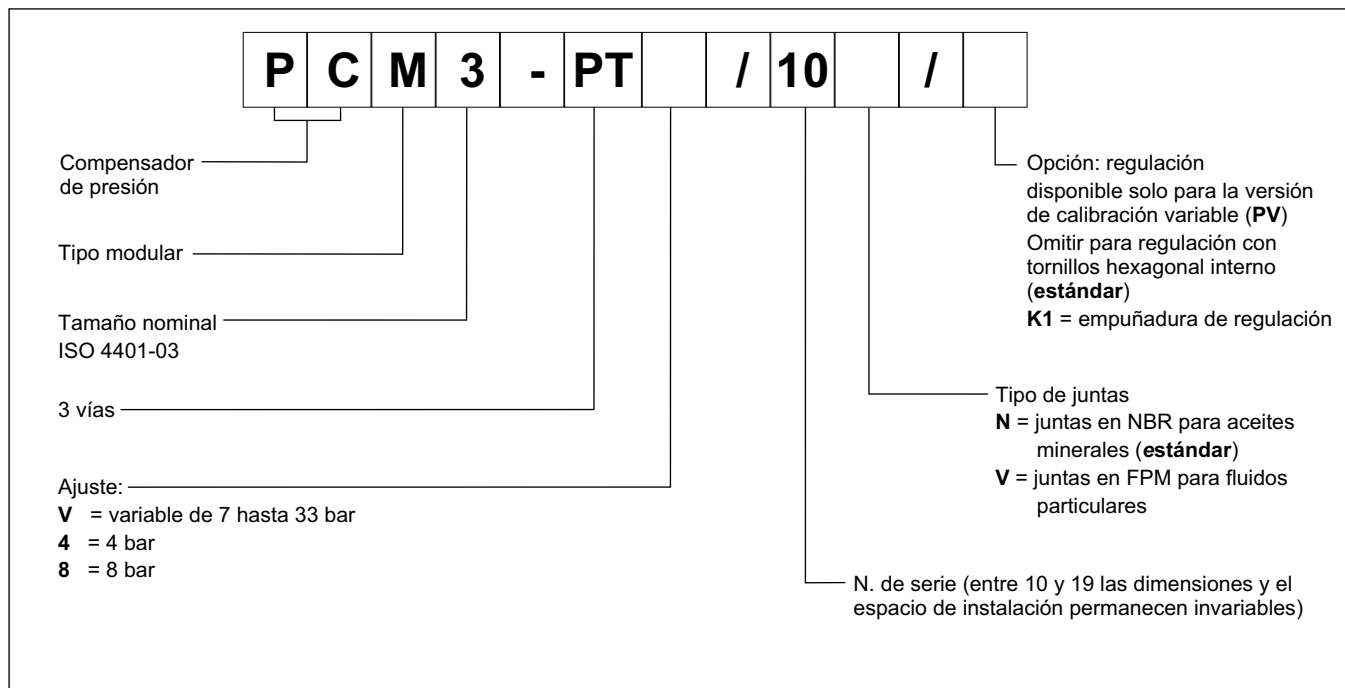 P C M 3 - PT / 10 /
Compensador
de presión
Tipo modular
Tamaño nominal
ISO 4401-03
3 vías
Ajuste:
V = variable de 7 hasta 33 bar
4 = 4 bar
8 = 8 bar
Opción: regulación
disponible solo para la versión
de calibración variable (PV)
Omitir para regulación con
tornillos hexagonal interno
(estándar)
K1 = empuñadura de regulación
Tipo de juntas
N = juntas en NBR para aceites
minerales (estándar)
V = juntas en FPM para fluidos
particulares
N. de serie (entre 10 y 19 las dimensiones y el
espacio de instalación permanecen invariables)